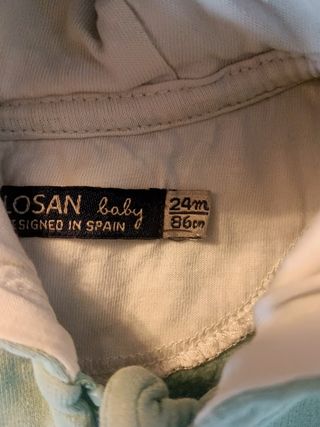 LOSAN baby
ESIGNED IN SPAIN
24m
86cm